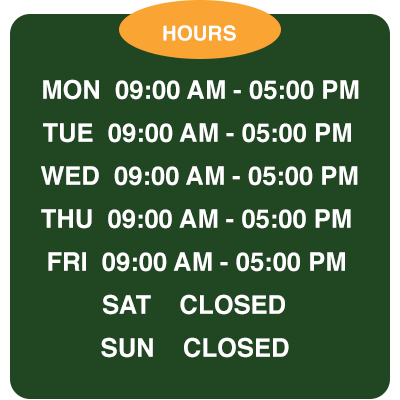 HOURS
MON 09:00 AM - 05:00 PM
TUE 09:00 AM - 05:00 PM
WED 09:00 AM - 05:00 PM
THU 09:00 AM - 05:00 PM
FRI 09:00 AM - 05:00 PM
SAT CLOSED
SUN CLOSED